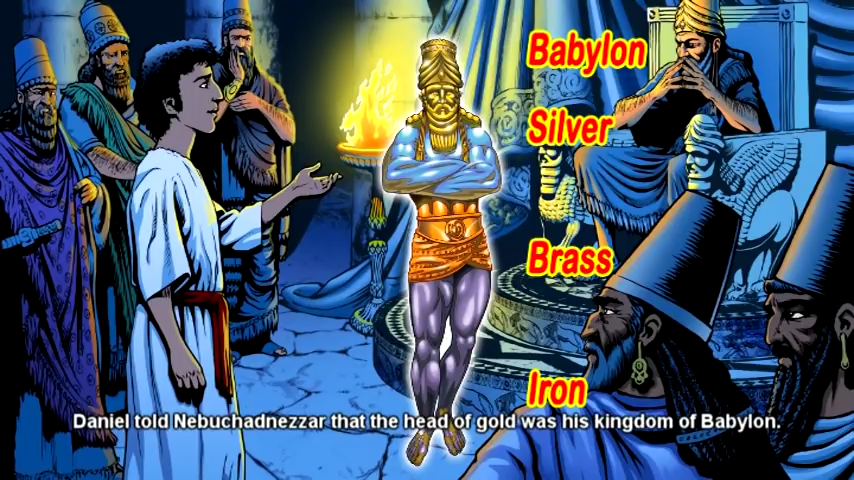 Babylon
Silver
Brass
Iron
Daniel told Nebuchadnezzar that the head of gold was his kingdom of Babylon.